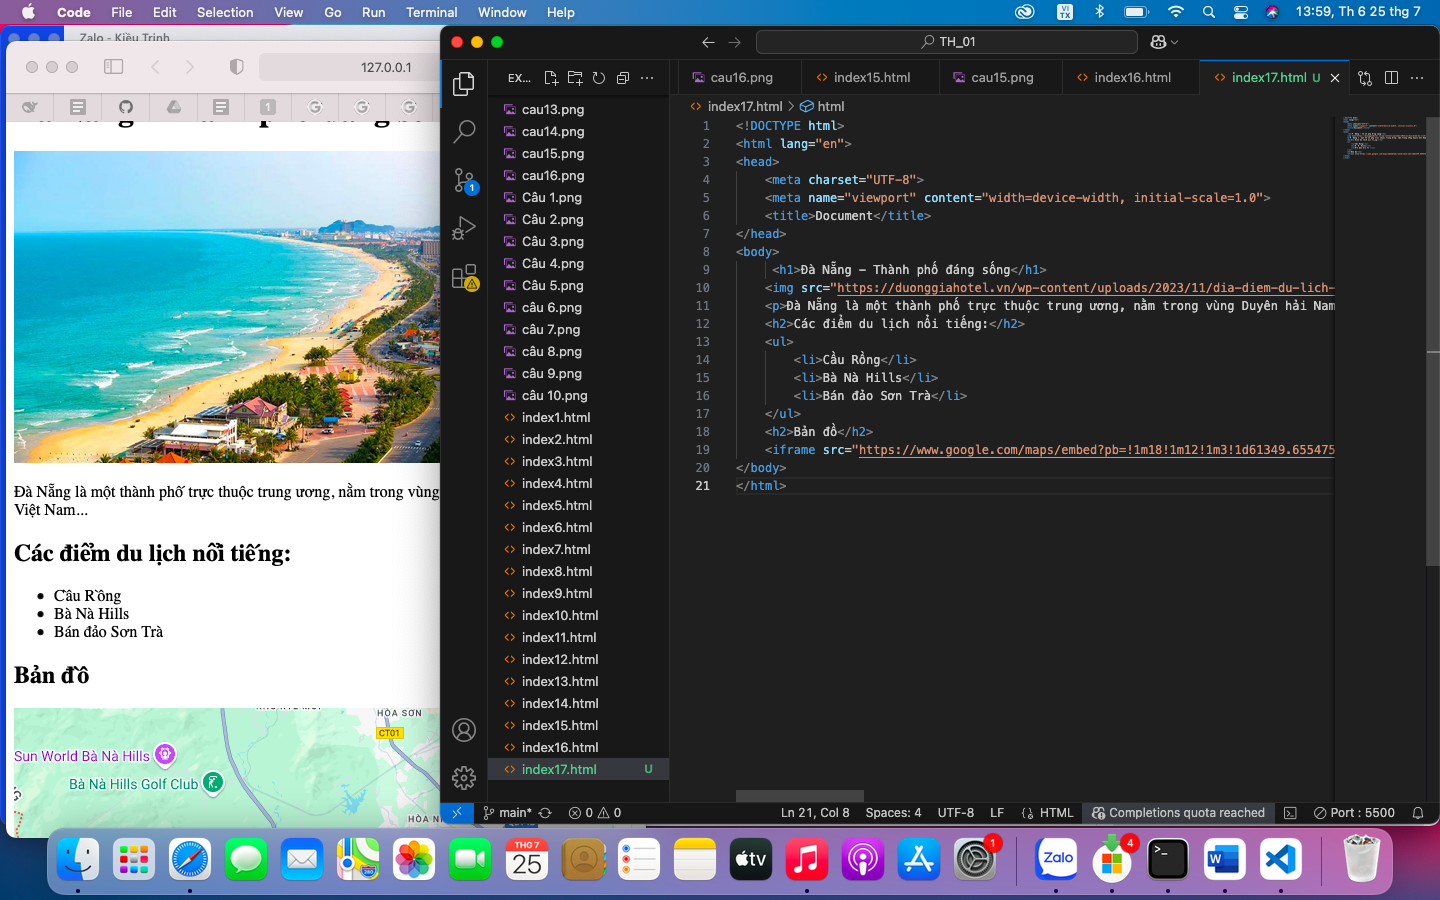 Code File Edit Selection View Go Run Terminal Window Help
VI
TX
13:59, Th 6 25 thg 7
Zalo - Kiều Trinh
127.0.0.1
1
Đà Nẵng là một thành phố trực thuộc trung ương, nằm trong vùng
Việt Nam...
Các điểm du lịch nổi tiếng:
Cầu Rồng
Bà Nà Hills
Bán đảo Sơn Trà
Bản đồ
HÒA SƠN
CT01
Sun World Bà Nà Hills
Bà Nà Hills Golf Club
TH_01
EX...
cau16.png
index15.html
cau15.png
index16.html
index17.html U
index17.html > html
cau13.png
cau14.png
cau15.png
cau16.png
Câu 1.png
Câu 2.png
Câu 3.png
Câu 4.png
Câu 5.png
câu 6.png
câu 7.png
câu 8.png
câu 9.png
câu 10.png
index1.html
index2.html
index3.html
index4.html
index5.html
index6.html
index7.html
index8.html
index9.html
index10.html
index11.html
index12.html
index13.html
index14.html
index15.html
index16.html
index17.html U
1
1 <!DOCTYPE html>
2 <html lang="en">
3 <head>
4 <meta charset="UTF-8">
5 <meta name="viewport" content="width=device-width, initial-scale=1.0">
6 <title>Document</title>
7 </head>
8 <body>
9 <h1>Đà Nẵng - Thành phố đáng sống</h1>
10 <img src="https://duonggiahotel.vn/wp-content/uploads/2023/11/dia-diem-du-lich-
11 <p>Đà Nẵng là một thành phố trực thuộc trung ương, nằm trong vùng Duyên hải Nam
12 <h2>Các điểm du lịch nổi tiếng:</h2>
13 <ul>
14 <li>Cầu Rồng</li>
15 <li>Bà Nà Hills</li>
16 <li>Bán đảo Sơn Trà</li>
17 </ul>
18 <h2>Bản đồ</h2>
19 <iframe src="https://www.google.com/maps/embed?pb=!1m18!1m12!1m3!1d61349.655475
20 </body>
21 </html>
main* 0 0 Ln 21, Col 8 Spaces: 4 UTF-8 LF HTML Completions quota reached Port : 5500
THG 7
25
280
tv
1
Zalo
4
>_
W